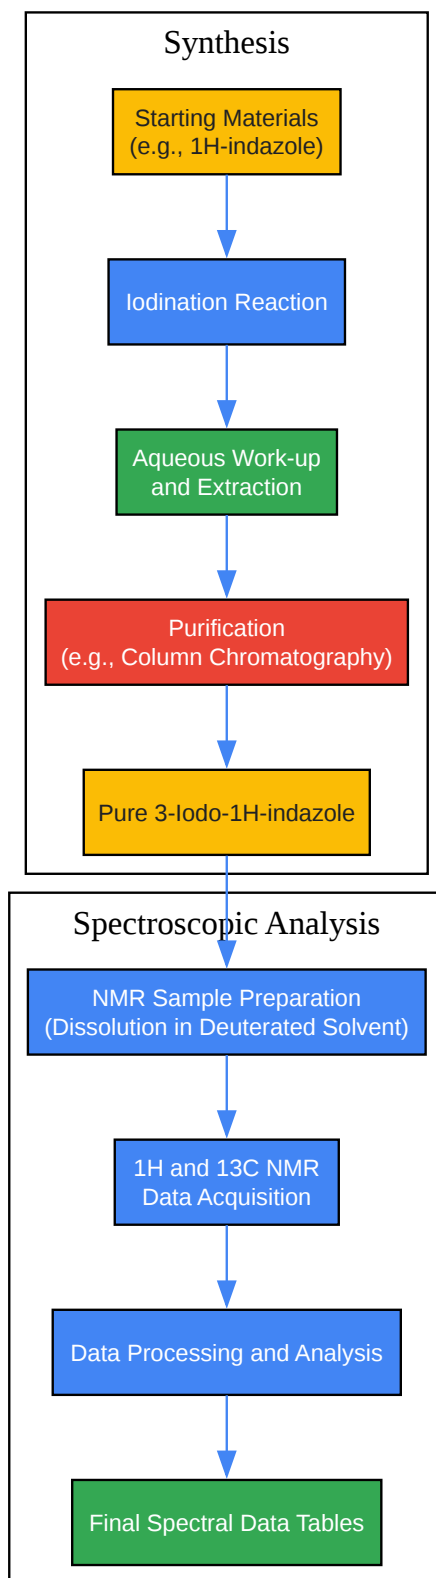 Synthesis
Starting Materials
(e.g., 1H-indazole)
Iodination Reaction
Aqueous Work-up
and Extraction
Purification
(e.g., Column Chromatography)
Pure 3-Iodo-1H-indazole
Spectroscopic Analysis
NMR Sample Preparation
(Dissolution in Deuterated Solvent)
1H and 13C NMR
Data Acquisition
Data Processing and Analysis
Final Spectral Data Tables